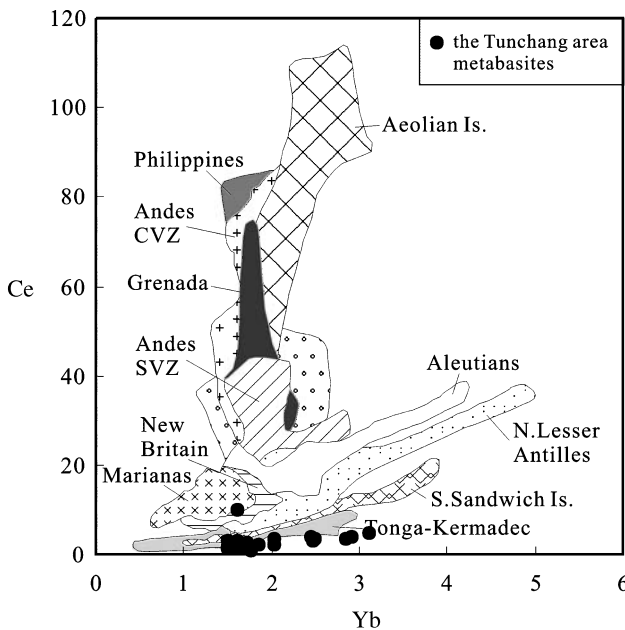 the Tunchang area
metabasites
120
100
80
60
40
20
0
Ce
Aeolian Is.
Philippines
Andes
CVZ
Grenada
Andes
SVZ
Aleutians
New
Britain
Marianas
N.Lesser
Antilles
S.Sandwich Is.
Tonga-Kermadec
0 1 2 3 4 5 6
Yb